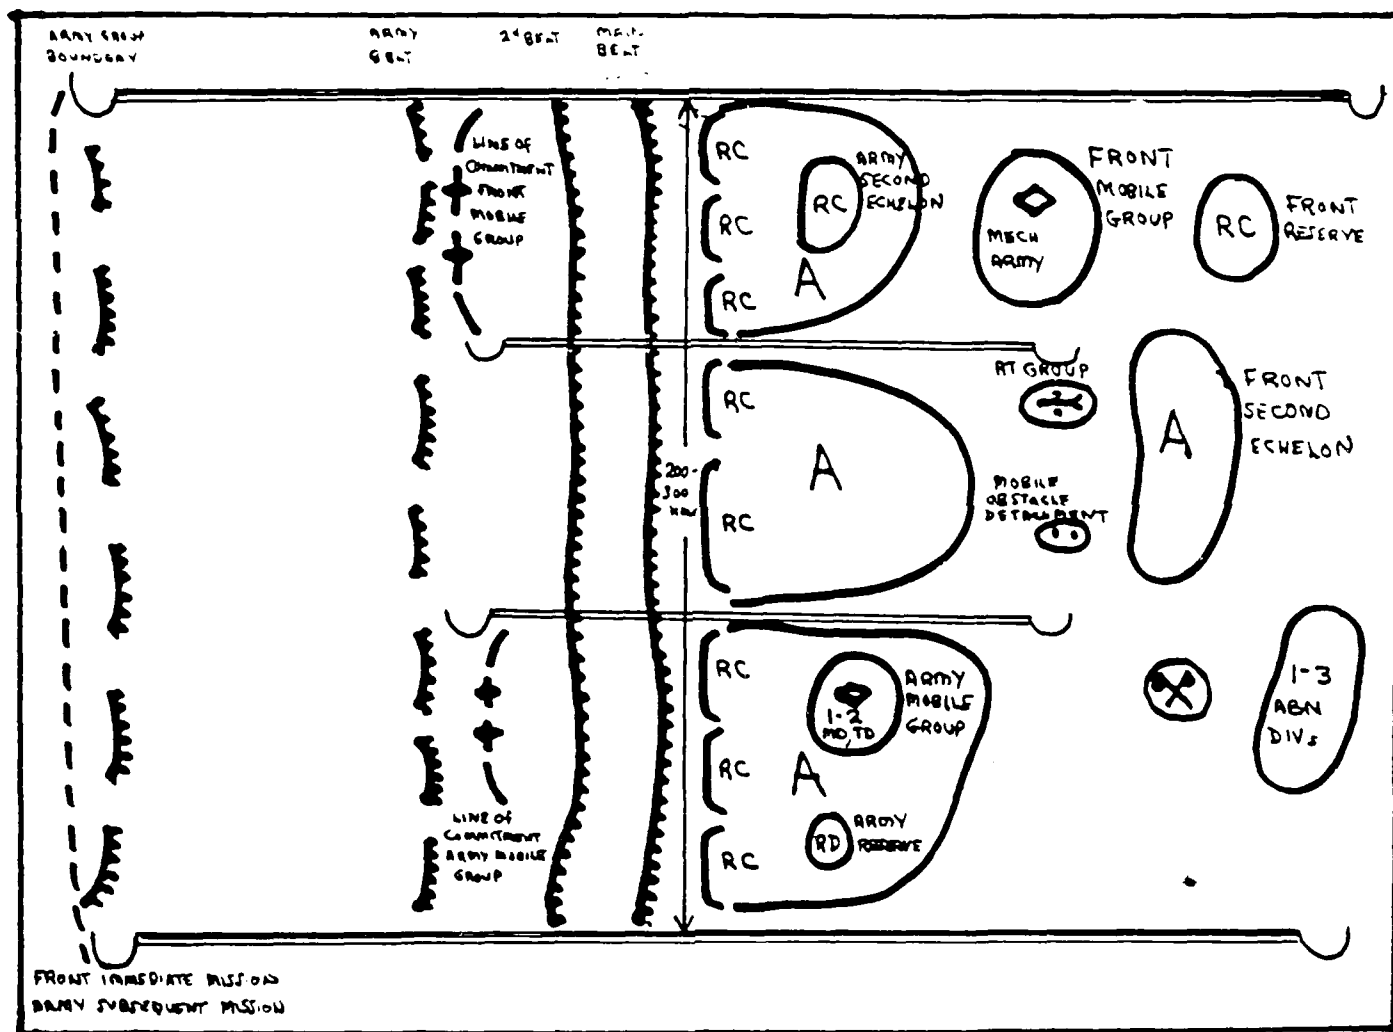 ARMY GROUP
BOUNDARY
ARMY
BELT
2d BELT
MAIN
BELT
LINE OF
COMMITMENT
FRONT
MOBILE
GROUP
RC
RC
RC
RC
ARMY
SECOND
ECHELON
A
MECH
ARMY
FRONT
MOBILE
GROUP
RC
FRONT
RESERVE
200-
300
KM
RC
RC
A
AT GROUP
MOBILE
OBSTACLE
DETACHMENT
A
FRONT
SECOND
ECHELON
LINE OF
COMMITMENT
ARMY MOBILE
GROUP
RC
RC
RC
1-2
MD, TD
ARMY
MOBILE
GROUP
A
RD
ARMY
RESERVE
1-3
ABN
DIVs
FRONT IMMEDIATE MISSION
ARMY SUBSEQUENT MISSION